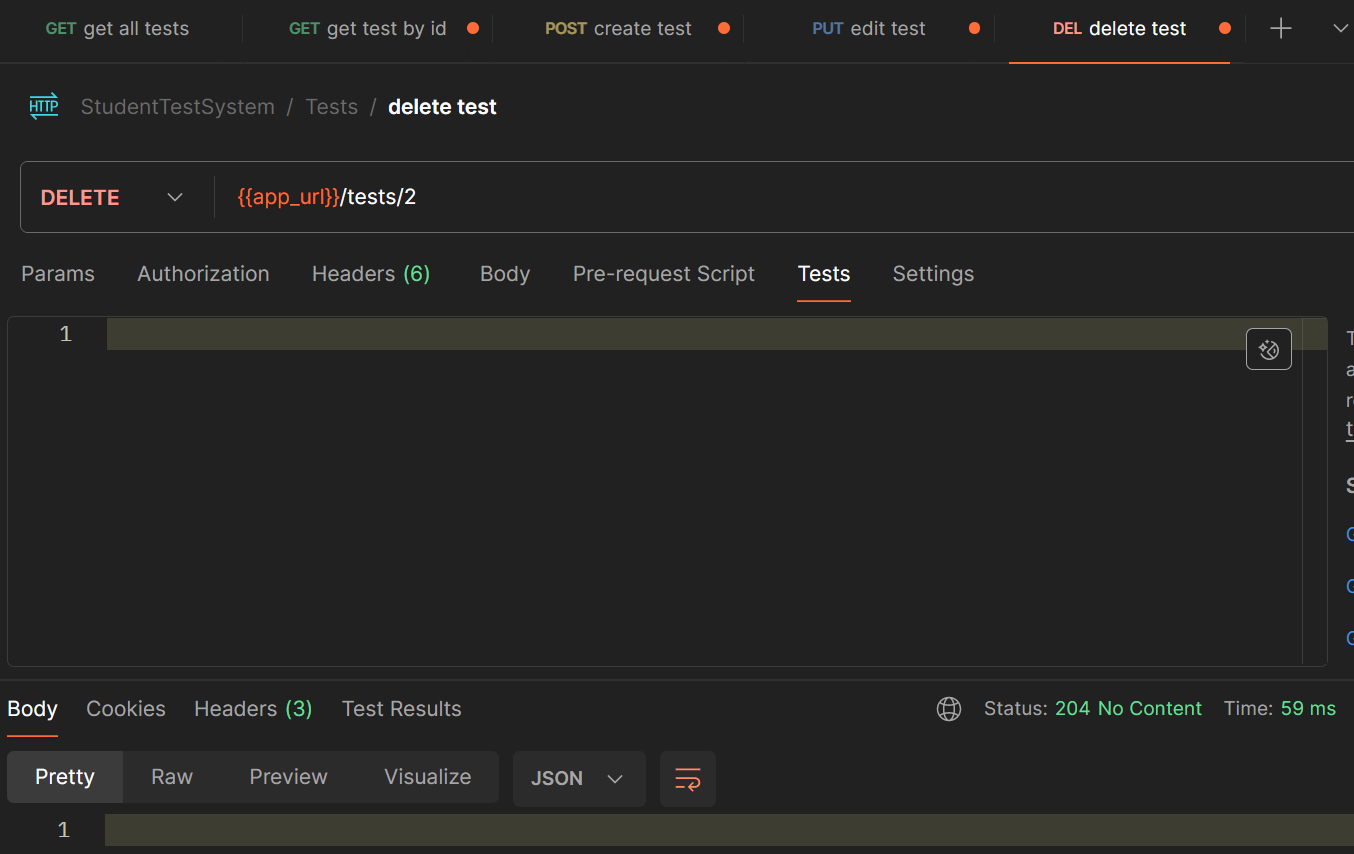 GET get all tests GET get test by id POST create test PUT edit test DEL delete test
HTTP StudentTestSystem / Tests / delete test
DELETE {{app_url}}/tests/2
Params Authorization Headers (6) Body Pre-request Script Tests Settings
1
Body Cookies Headers (3) Test Results Status: 204 No Content Time: 59 ms
Pretty Raw Preview Visualize JSON
1